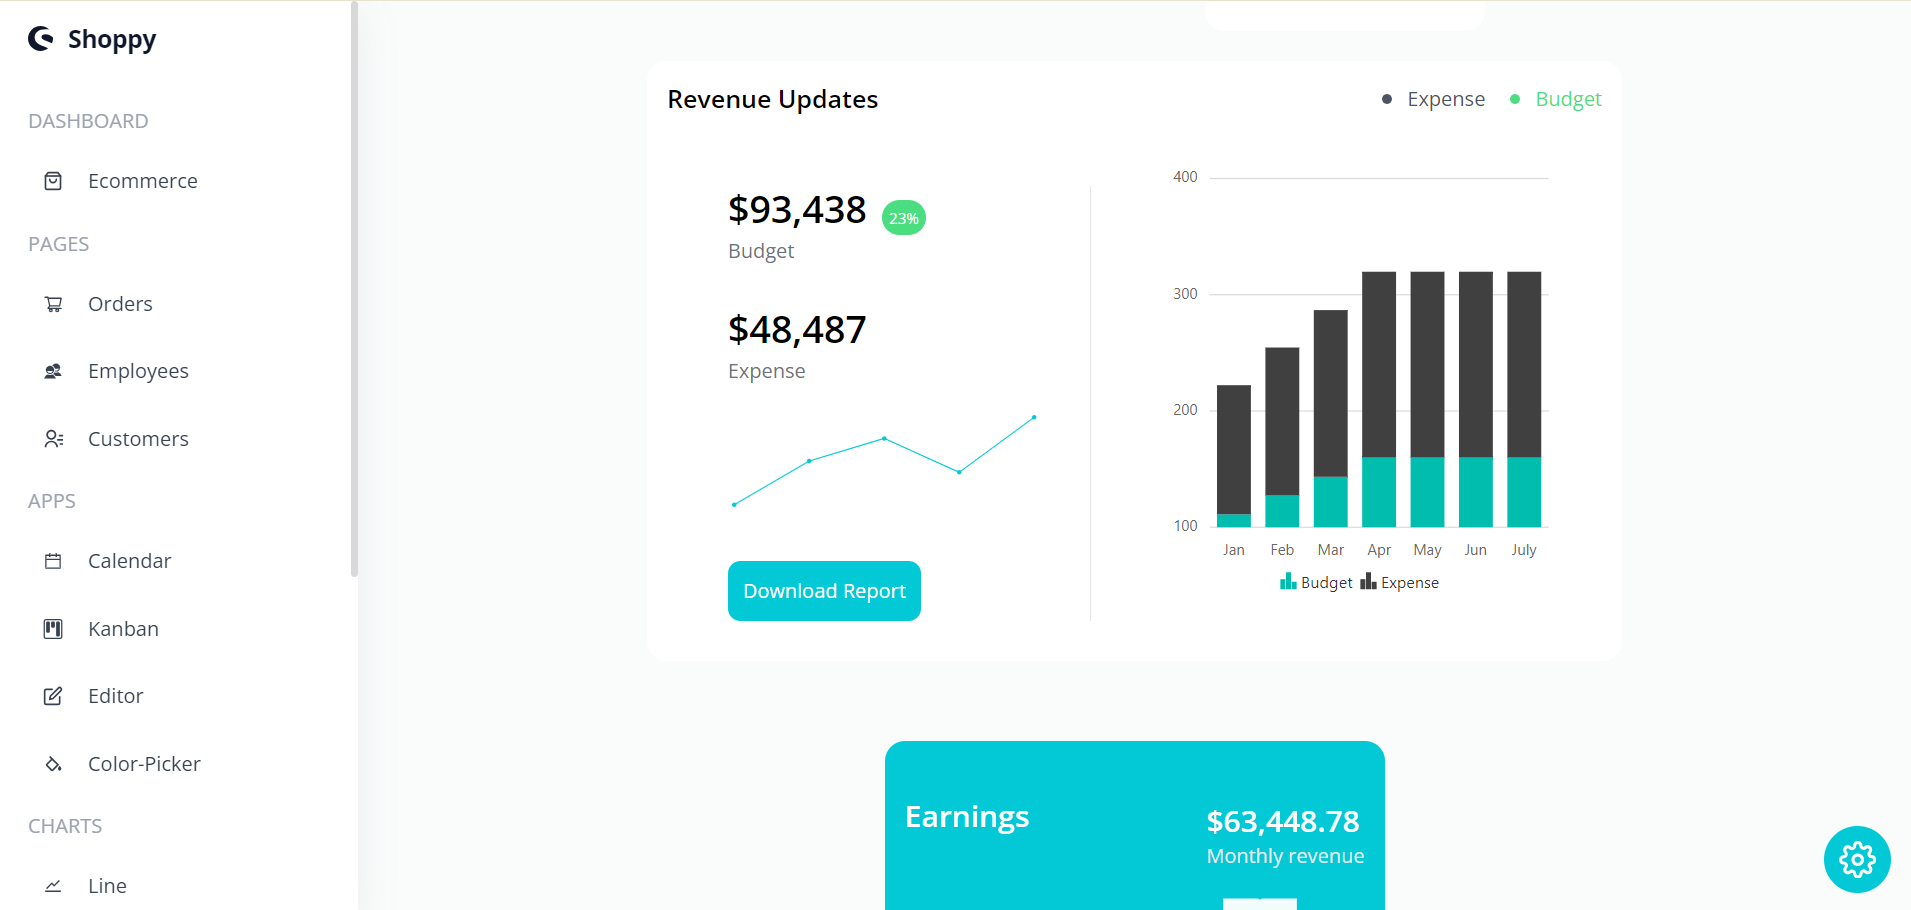 Shoppy
DASHBOARD
Ecommerce
PAGES
Orders
Employees
Customers
APPS
Calendar
Kanban
Editor
Color-Picker
CHARTS
Line
Revenue Updates
Expense
Budget
$93,438
23%
Budget
$48,487
Expense
Download Report
400
300
200
100
Jan Feb Mar Apr May Jun July
Budget Expense
Earnings
$63,448.78
Monthly revenue